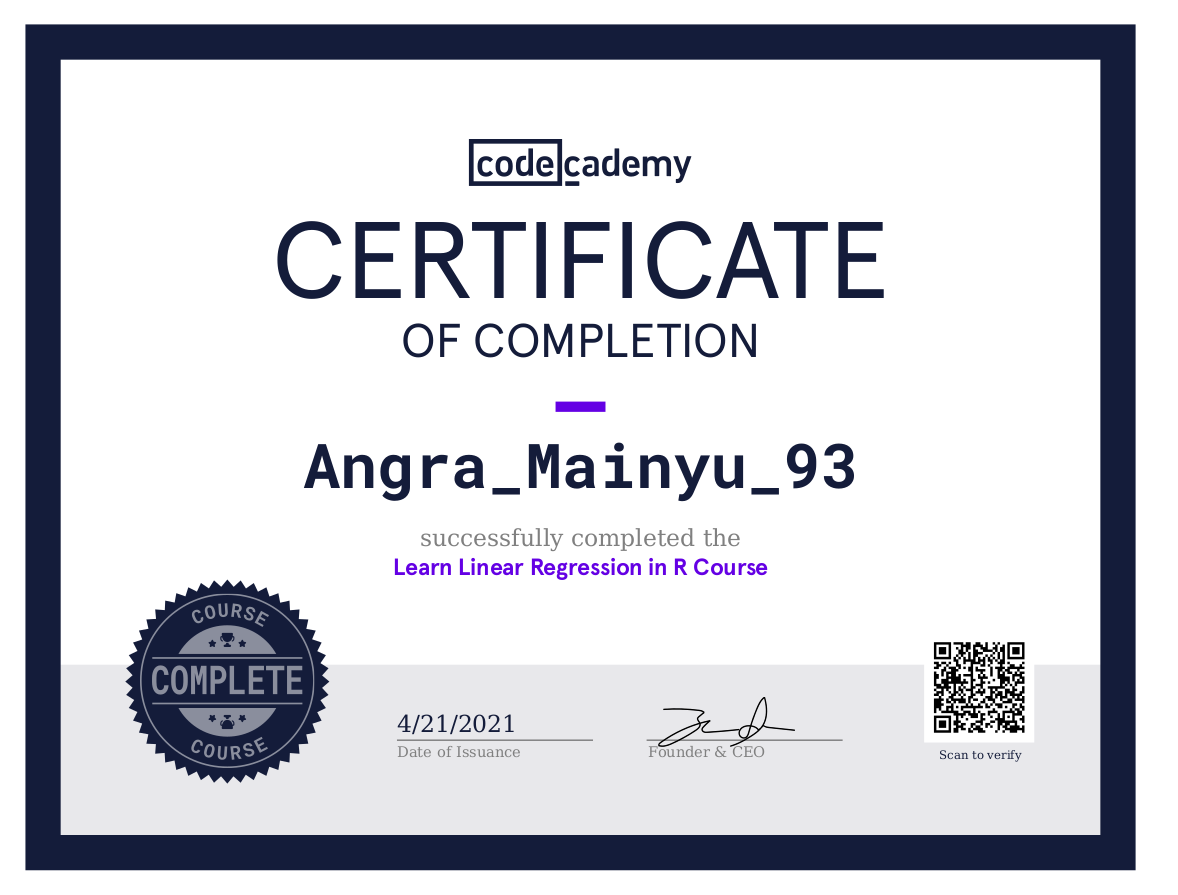 codecademy
CERTIFICATE
OF COMPLETION
Angra_Mainyu_93
successfully completed the
Learn Linear Regression in R Course
COURSE
COMPLETE
COURSE
4/21/2021
Date of Issuance
Founder & CEO
Scan to verify